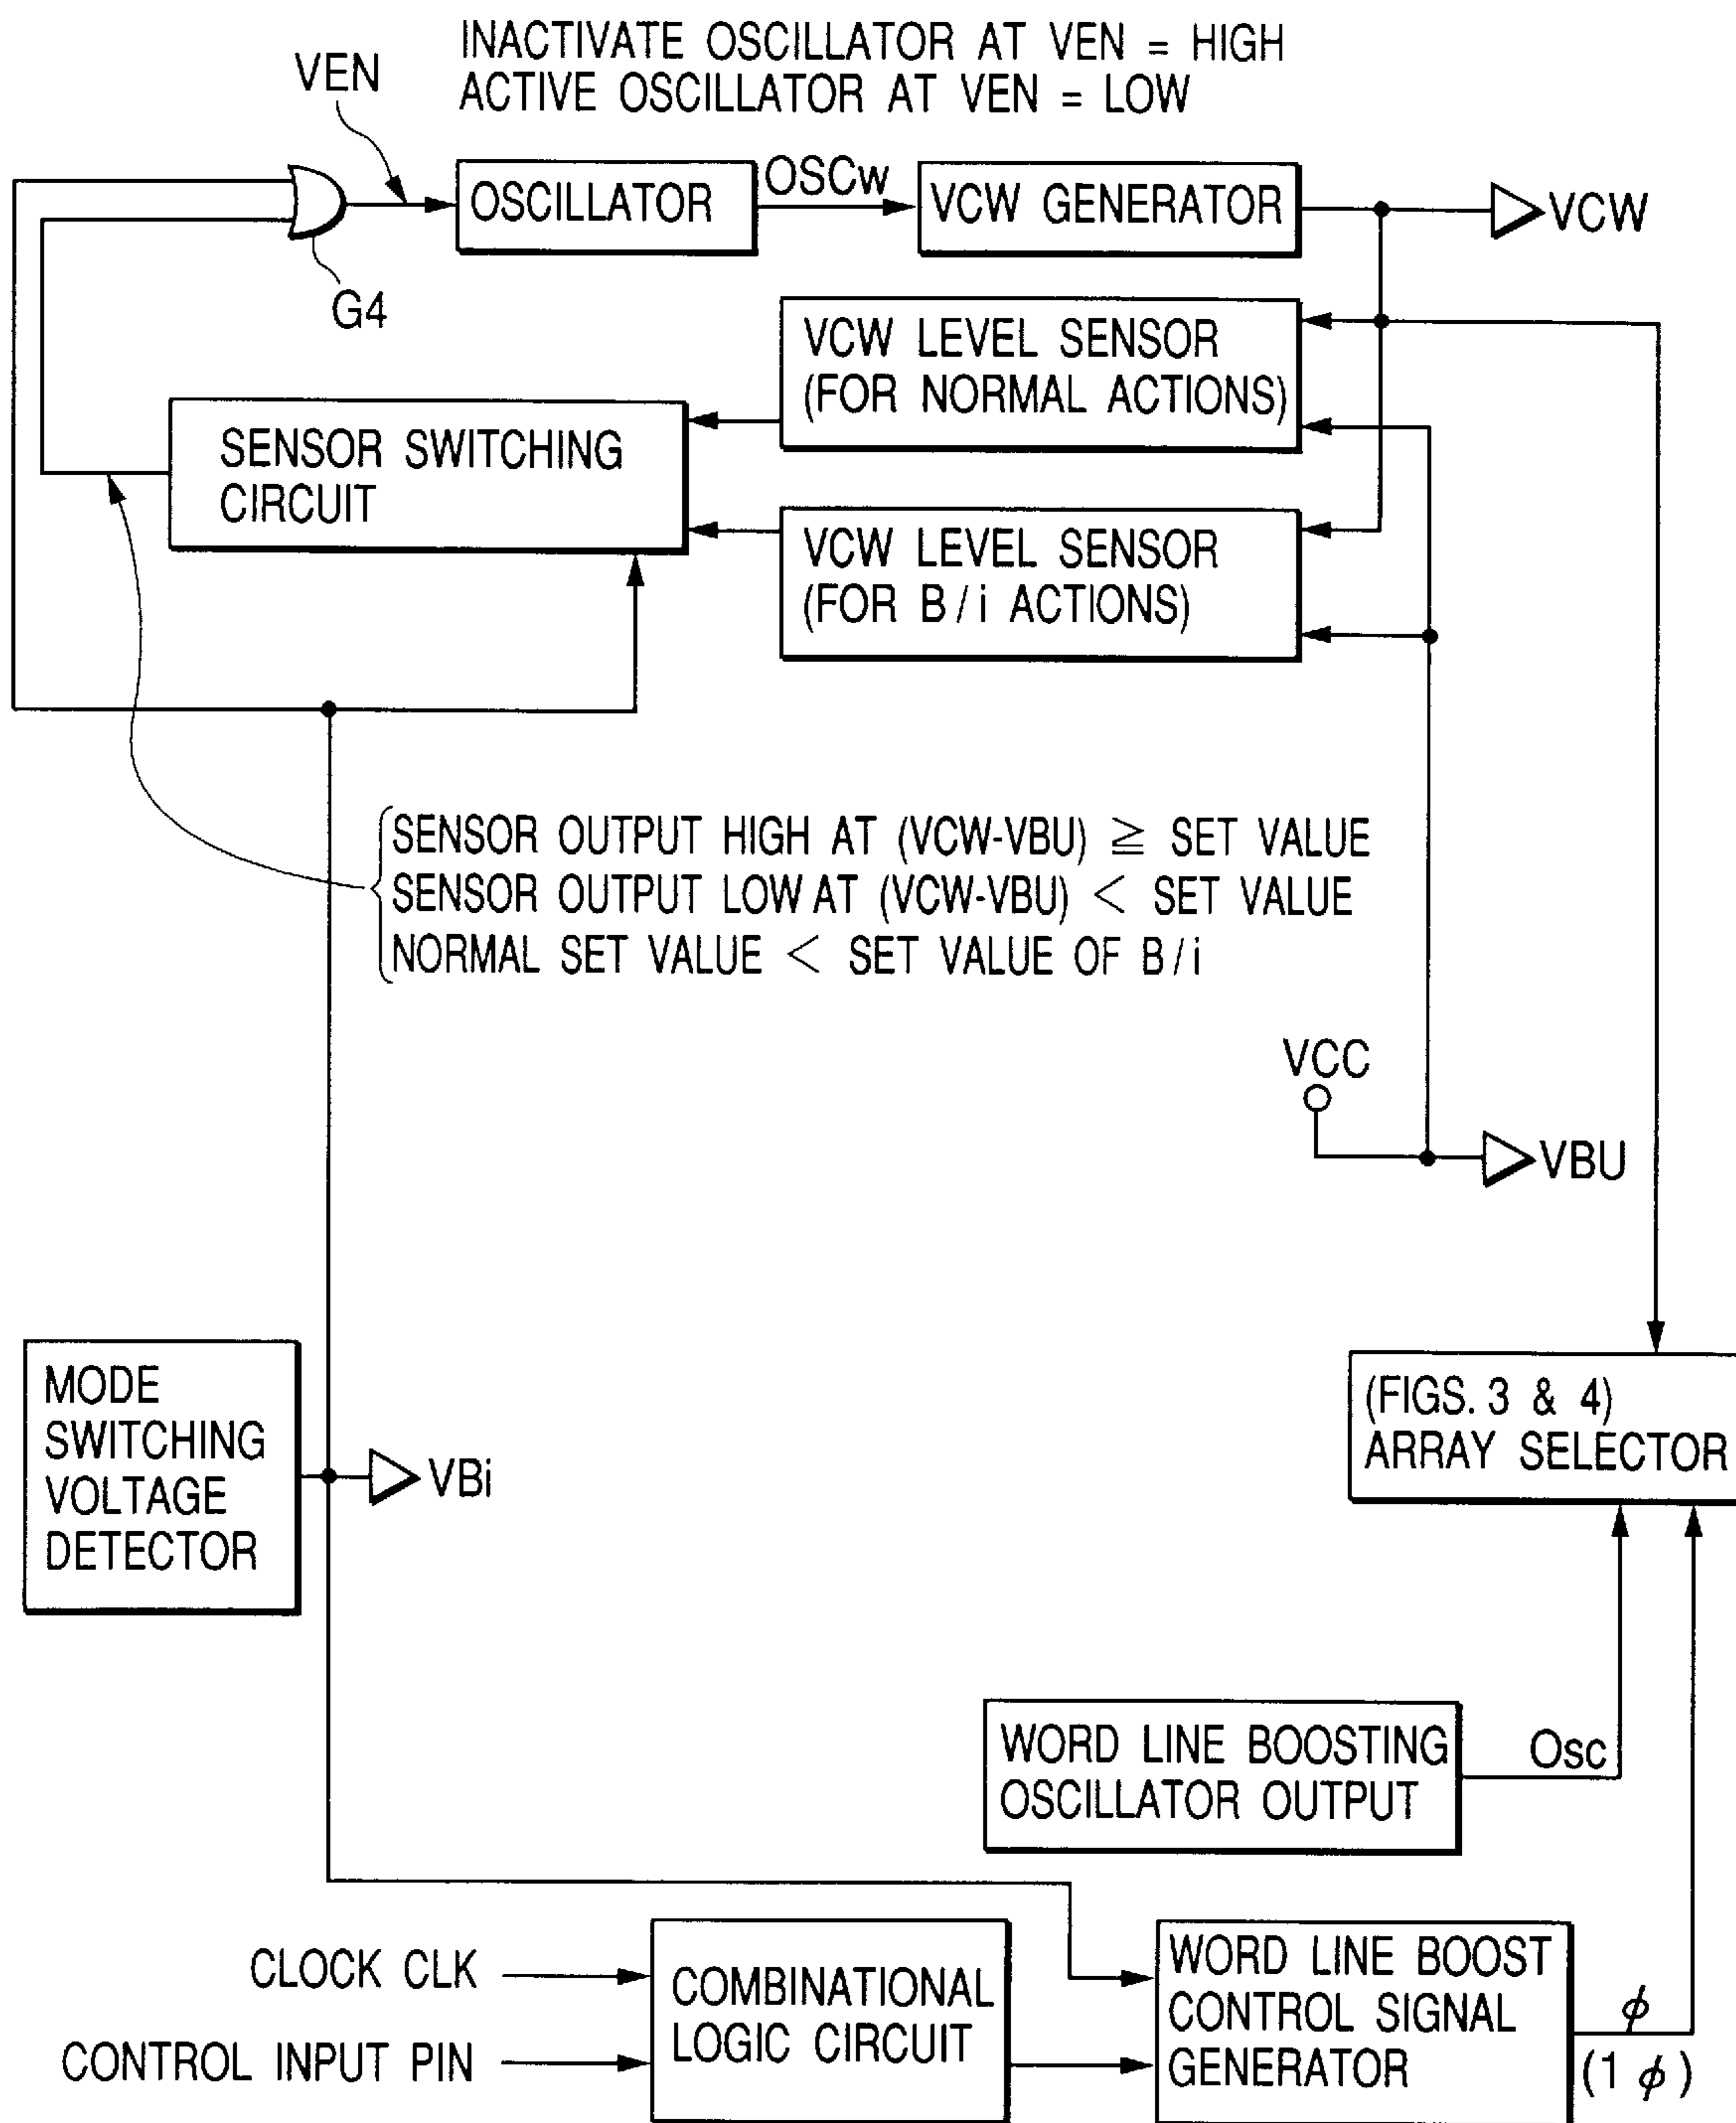 INACTIVATE OSCILLATOR AT VEN = HIGH
ACTIVE OSCILLATOR AT VEN = LOW
VEN
OSCILLATOR
OSCw
VCW GENERATOR
VCW
G4
VCW LEVEL SENSOR
(FOR NORMAL ACTIONS)
SENSOR SWITCHING
CIRCUIT
VCW LEVEL SENSOR
(FOR B/i ACTIONS)
SENSOR OUTPUT HIGH AT (VCW-VBU) ≧ SET VALUE
SENSOR OUTPUT LOW AT (VCW-VBU) < SET VALUE
NORMAL SET VALUE < SET VALUE OF B/i
VCC
VBU
MODE
SWITCHING
VOLTAGE
DETECTOR
VBi
(FIGS. 3 & 4)
ARRAY SELECTOR
WORD LINE BOOSTING
OSCILLATOR OUTPUT
Osc
CLOCK CLK
CONTROL INPUT PIN
COMBINATIONAL
LOGIC CIRCUIT
WORD LINE BOOST
CONTROL SIGNAL
GENERATOR
ϕ
(1 ϕ)